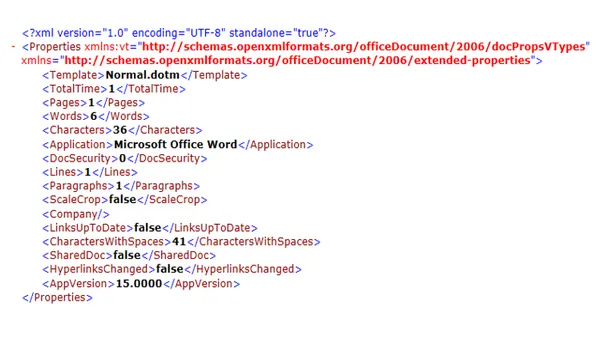 <?xml version="1.0" encoding="UTF-8" standalone="true"?>
- <Properties xmlns:vt="http://schemas.openxmlformats.org/officeDocument/2006/docPropsVTypes"
xmlns="http://schemas.openxmlformats.org/officeDocument/2006/extended-properties">
<Template>Normal.dotm</Template>
<TotalTime>1</TotalTime>
<Pages>1</Pages>
<Words>6</Words>
<Characters>36</Characters>
<Application>Microsoft Office Word</Application>
<DocSecurity>0</DocSecurity>
<Lines>1</Lines>
<Paragraphs>1</Paragraphs>
<ScaleCrop>false</ScaleCrop>
<Company/>
<LinksUpToDate>false</LinksUpToDate>
<CharactersWithSpaces>41</CharactersWithSpaces>
<SharedDoc>false</SharedDoc>
<HyperlinksChanged>false</HyperlinksChanged>
<AppVersion>15.0000</AppVersion>
</Properties>